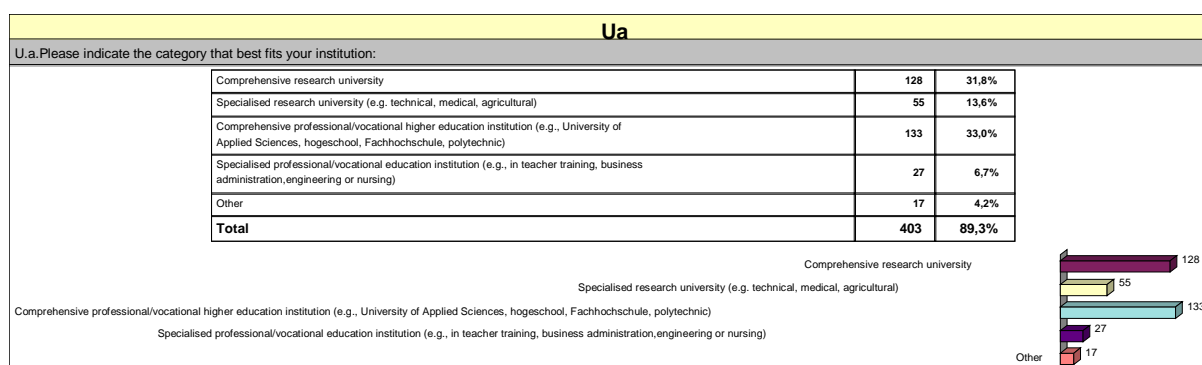 Ua
U.a.Please indicate the category that best fits your institution:
Comprehensive research university 128 31,8%
Specialised research university (e.g. technical, medical, agricultural) 55 13,6%
Comprehensive professional/vocational higher education institution (e.g., University of
Applied Sciences, hogeschool, Fachhochschule, polytechnic) 133 33,0%
Specialised professional/vocational education institution (e.g., in teacher training, business
administration,engineering or nursing) 27 6,7%
Other 17 4,2%
Total 403 89,3%
Comprehensive research university 128
Specialised research university (e.g. technical, medical, agricultural) 55
Comprehensive professional/vocational higher education institution (e.g., University of Applied Sciences, hogeschool, Fachhochschule, polytechnic) 133
Specialised professional/vocational education institution (e.g., in teacher training, business administration,engineering or nursing) 27
Other 17